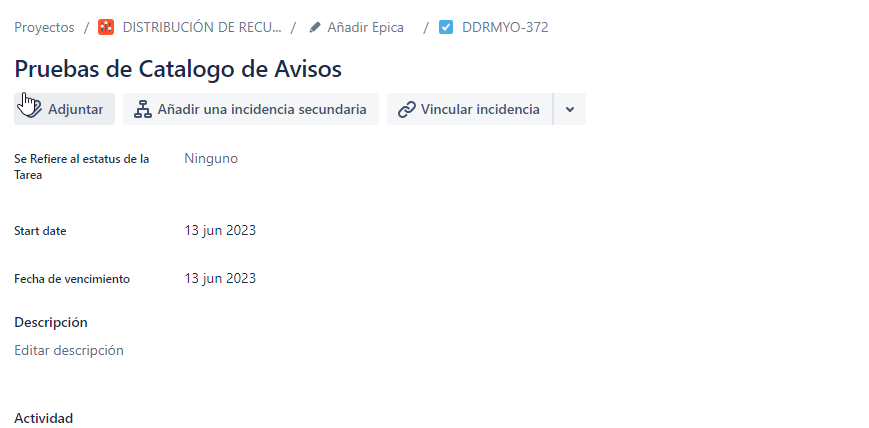 Proyectos / DISTRIBUCIÓN DE RECU... / Añadir Epica / DDRMYO-372
Pruebas de Catalogo de Avisos
Adjuntar Añadir una incidencia secundaria Vincular incidencia
Se Refiere al estatus de la Ninguno
Tarea
Start date 13 jun 2023
Fecha de vencimiento 13 jun 2023
Descripción
Editar descripción
Actividad